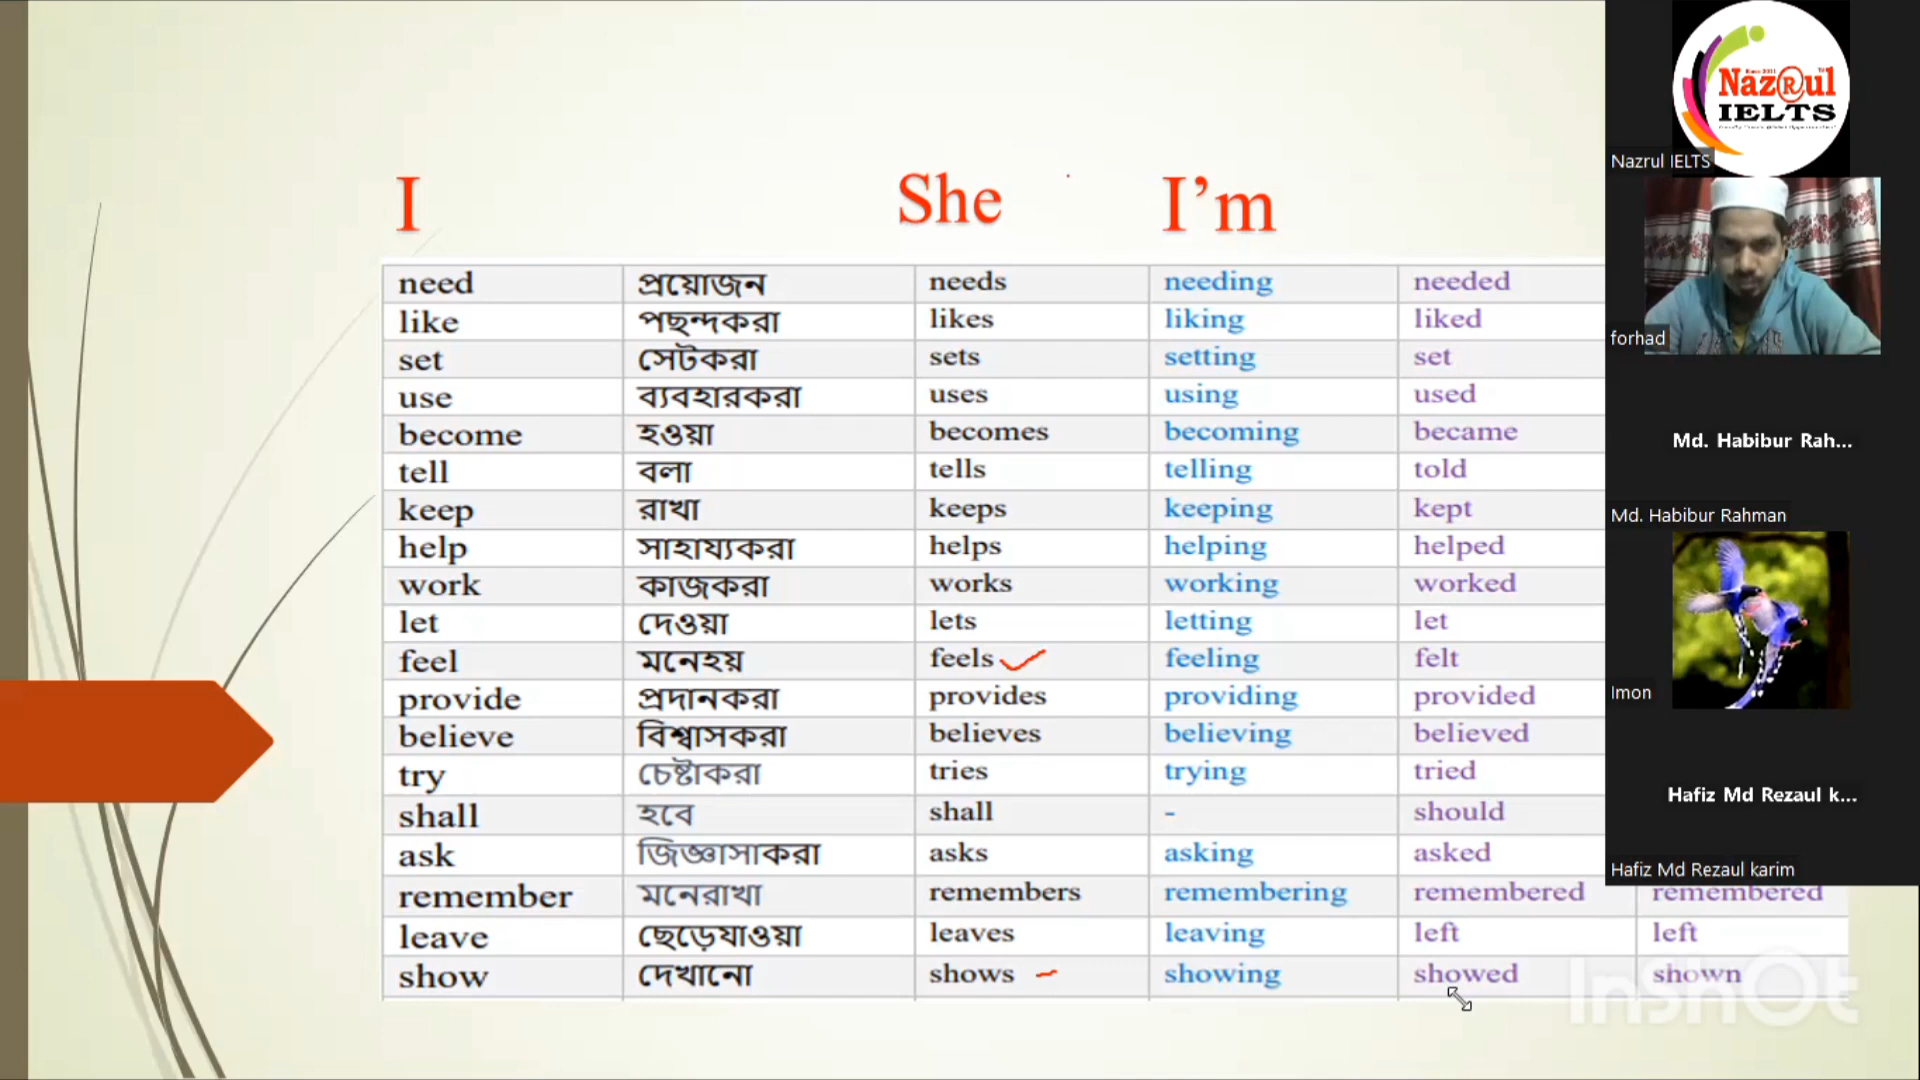 I She I’m
need প্রয়োজন needs needing needed
like পছন্দকরা likes liking liked
set সেটকরা sets setting set
use ব্যবহারকরা uses using used
become হওয়া becomes becoming became
tell বলা tells telling told
keep রাখা keeps keeping kept
help সাহায্যকরা helps helping helped
work কাজকরা works working worked
let দেওয়া lets letting let
feel মনেহয় feels feeling felt
provide প্রদানকরা provides providing provided
believe বিশ্বাসকরা believes believing believed
try চেষ্টাকরা tries trying tried
shall হবে shall - should
ask জিজ্ঞাসাকরা asks asking asked
remember মনেরাখা remembers remembering remembered remembered
leave ছেড়েযাওয়া leaves leaving left left
show দেখানো shows showing showed shown
NazRul
IELTS
Nazrul IELTS
forhad
Md. Habibur Rah...
Md. Habibur Rahman
Imon
Hafiz Md Rezaul k...
Hafiz Md Rezaul karim
InShOt